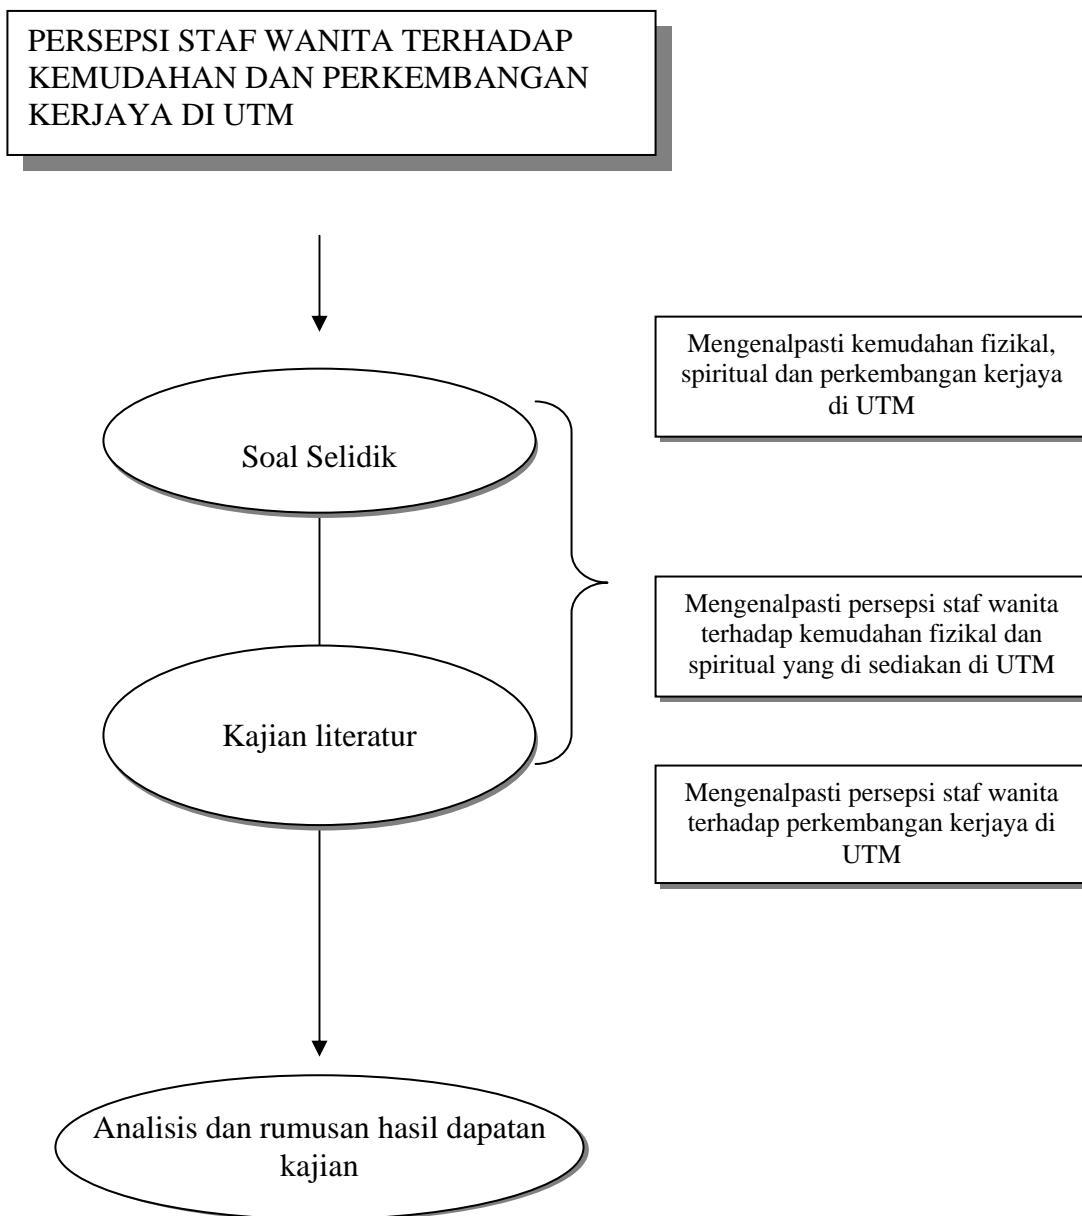 PERSEPSI STAF WANITA TERHADAP
KEMUDAHAN DAN PERKEMBANGAN
KERJAYA DI UTM
Mengenalpasti kemudahan fizikal,
spiritual dan perkembangan kerjaya
di UTM
Soal Selidik
Mengenalpasti persepsi staf wanita
terhadap kemudahan fizikal dan
spiritual yang di sediakan di UTM
Kajian literatur
Mengenalpasti persepsi staf wanita
terhadap perkembangan kerjaya di
UTM
Analisis dan rumusan hasil dapatan
kajian